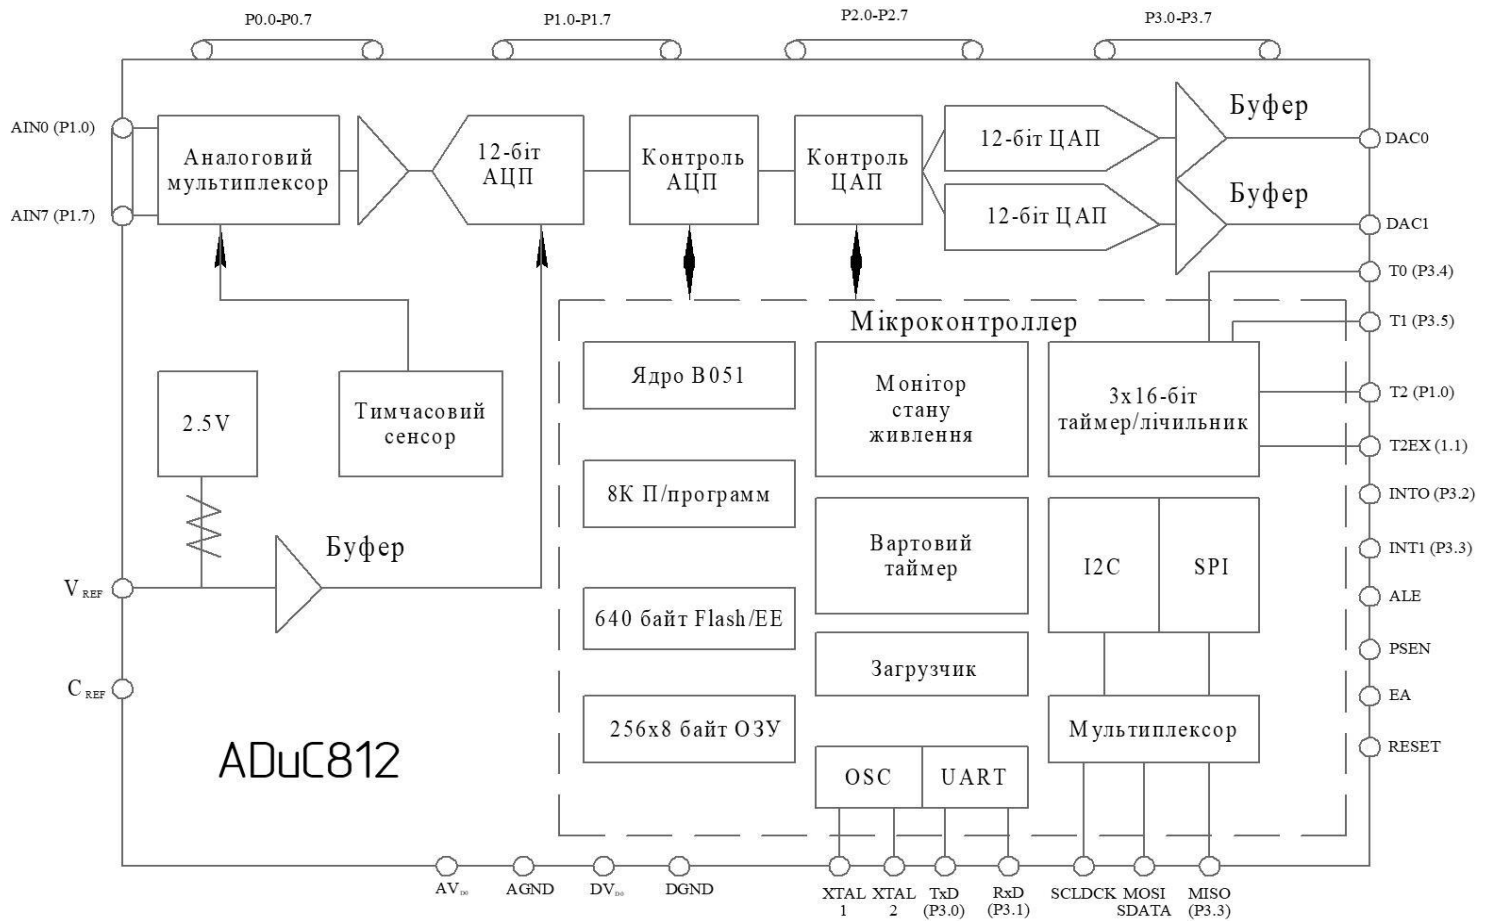 P0.0-P0.7
P1.0-P1.7
P2.0-P2.7
P3.0-P3.7
AIN0 (P1.0)
AIN7 (P1.7)
Аналоговий
мультиплексор
12-біт
АЦП
Контроль
АЦП
Контроль
ЦАП
12-біт ЦАП
12-біт ЦАП
Буфер
Буфер
DAC0
DAC1
T0 (P3.4)
T1 (P3.5)
T2 (P1.0)
T2EX (1.1)
INTO (P3.2)
INT1 (P3.3)
ALE
PSEN
EA
RESET
2.5V
Тимчасовий
сенсор
Буфер
V REF
C REF
ADuC812
Мікроконтроллер
Ядро B051
8К П/программ
640 байт Flash/EE
256x8 байт ОЗУ
Монітор
стану
живлення
Вартовий
таймер
Загрузчик
OSC
UART
3x16-біт
таймер/лічильник
I2C
SPI
Мультиплексор
AV
AGND
DV
DGND
XTAL
1
XTAL
2
TxD
(P3.0)
RxD
(P3.1)
SCLDCK
MOSI
SDATA
MISO
(P3.3)